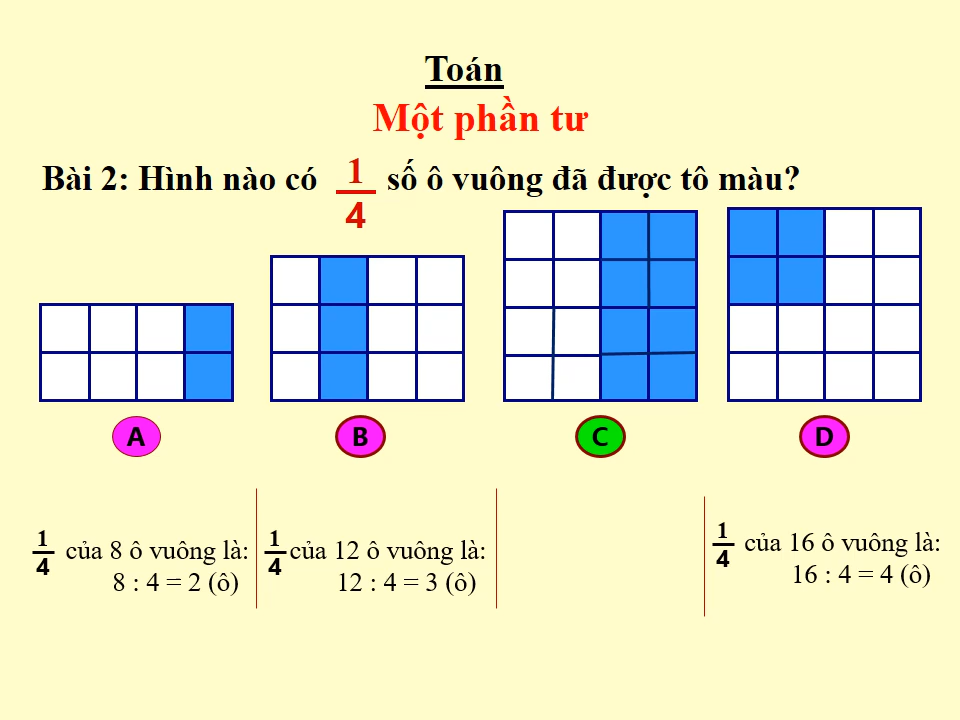 Toán
Một phần tư
Bài 2: Hình nào có 1/4 số ô vuông đã được tô màu?
A B C D
1/4 của 8 ô vuông là:
8 : 4 = 2 (ô)
1/4 của 12 ô vuông là:
12 : 4 = 3 (ô)
1/4 của 16 ô vuông là:
16 : 4 = 4 (ô)